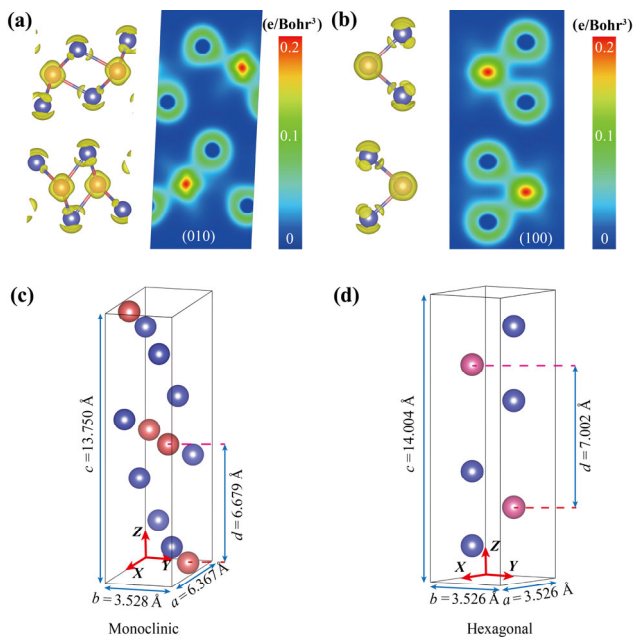 (a)
(e/Bohr³)
0.2
0.1
0
(010)
(b)
(e/Bohr³)
0.2
0.1
0
(100)
(c)
c = 13.750 Å
d = 6.679 Å
Z
X
Y
b = 3.528 Å
a = 6.367Å
Monoclinic
(d)
c = 14.004 Å
d = 7.002 Å
Z
X
Y
b = 3.526 Å
a = 3.526 Å
Hexagonal